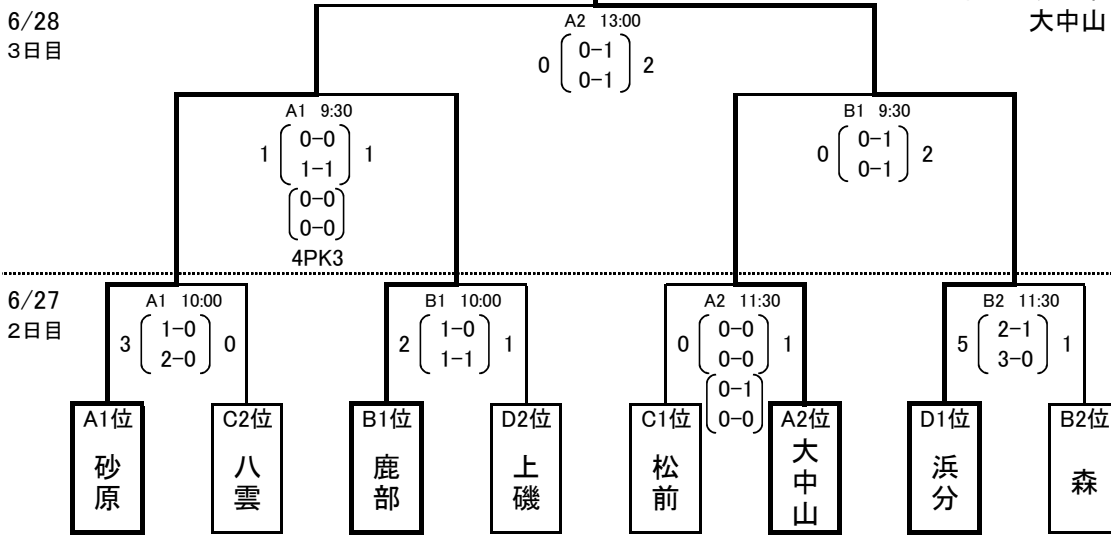 6/28
3日目
大中山
A2 13:00
0 0-1 2
0-1
A1 9:30
1 0-0 1
1-1
0-0
0-0
4PK3
B1 9:30
0 0-1 2
0-1
6/27
2日目
A1 10:00
3 1-0 0
2-0
B1 10:00
2 1-0 1
1-1
A2 11:30
0 0-0 1
0-0
0-1
0-0
B2 11:30
5 2-1 1
3-0
A1位
砂原
C2位
八雲
B1位
鹿部
D2位
上磯
C1位
松前
A2位
大中山
D1位
浜分
B2位
森